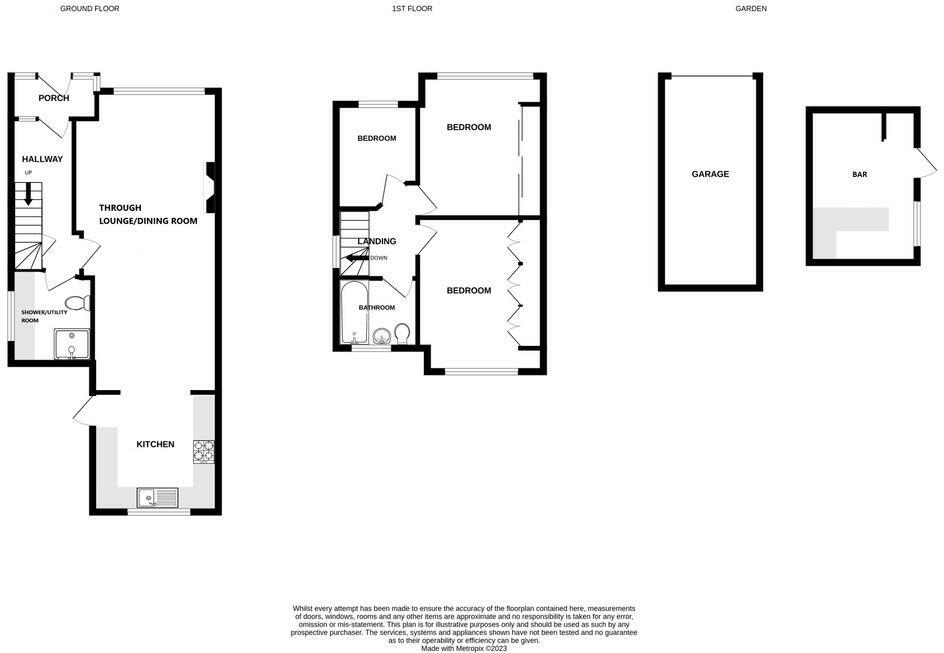 GROUND FLOOR
PORCH
HALLWAY
UP
THROUGH
LOUNGE/DINING ROOM
SHOWER/UTILITY
ROOM
KITCHEN
1ST FLOOR
BEDROOM
BEDROOM
LANDING
DOWN
BEDROOM
BATHROOM
GARDEN
GARAGE
BAR
Whilst every attempt has been made to ensure the accuracy of the floorplan contained here, measurements
of doors, windows, rooms and any other items are approximate and no responsibility is taken for any error,
omission or mis-statement. This plan is for illustrative purposes only and should be used as such by any
prospective purchaser. The services, systems and appliances shown have not been tested and no guarantee
as to their operability or efficiency can be given.
Made with Metropix ©2023